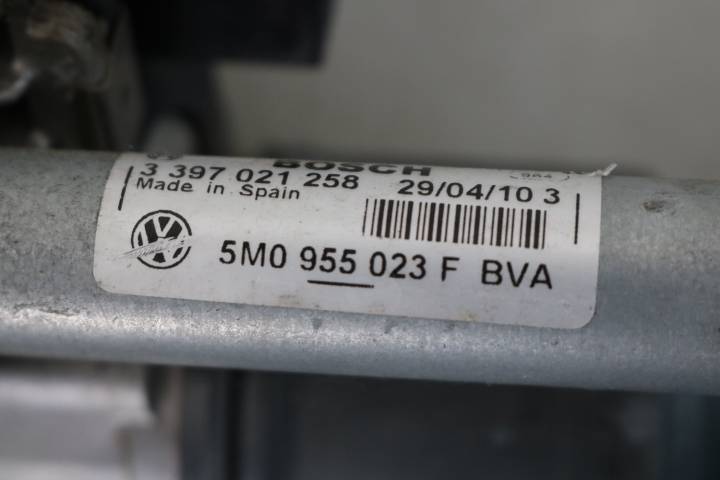 BOSCH
3 397 021 258 29/04/10 3
Made in Spain
5M0 955 023 F BVA